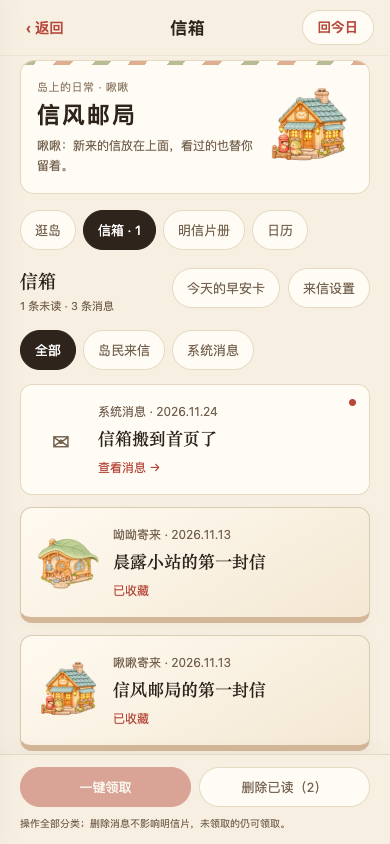 ‹ 返回
信箱
回今日
岛上的日常 · 啾啾
信风邮局
啾啾：新来的信放在上面，看过的也替你
留着。
逛岛
信箱 · 1
明信片册
日历
信箱
1 条未读 · 3 条消息
今天的早安卡
来信设置
全部
岛民来信
系统消息
系统消息 · 2026.11.24
信箱搬到首页了
查看消息 →
呦呦寄来 · 2026.11.13
晨露小站的第一封信
已收藏
啾啾寄来 · 2026.11.13
信风邮局的第一封信
已收藏
一键领取
删除已读（2）
操作全部分类；删除消息不影响明信片，未领取的仍可领取。